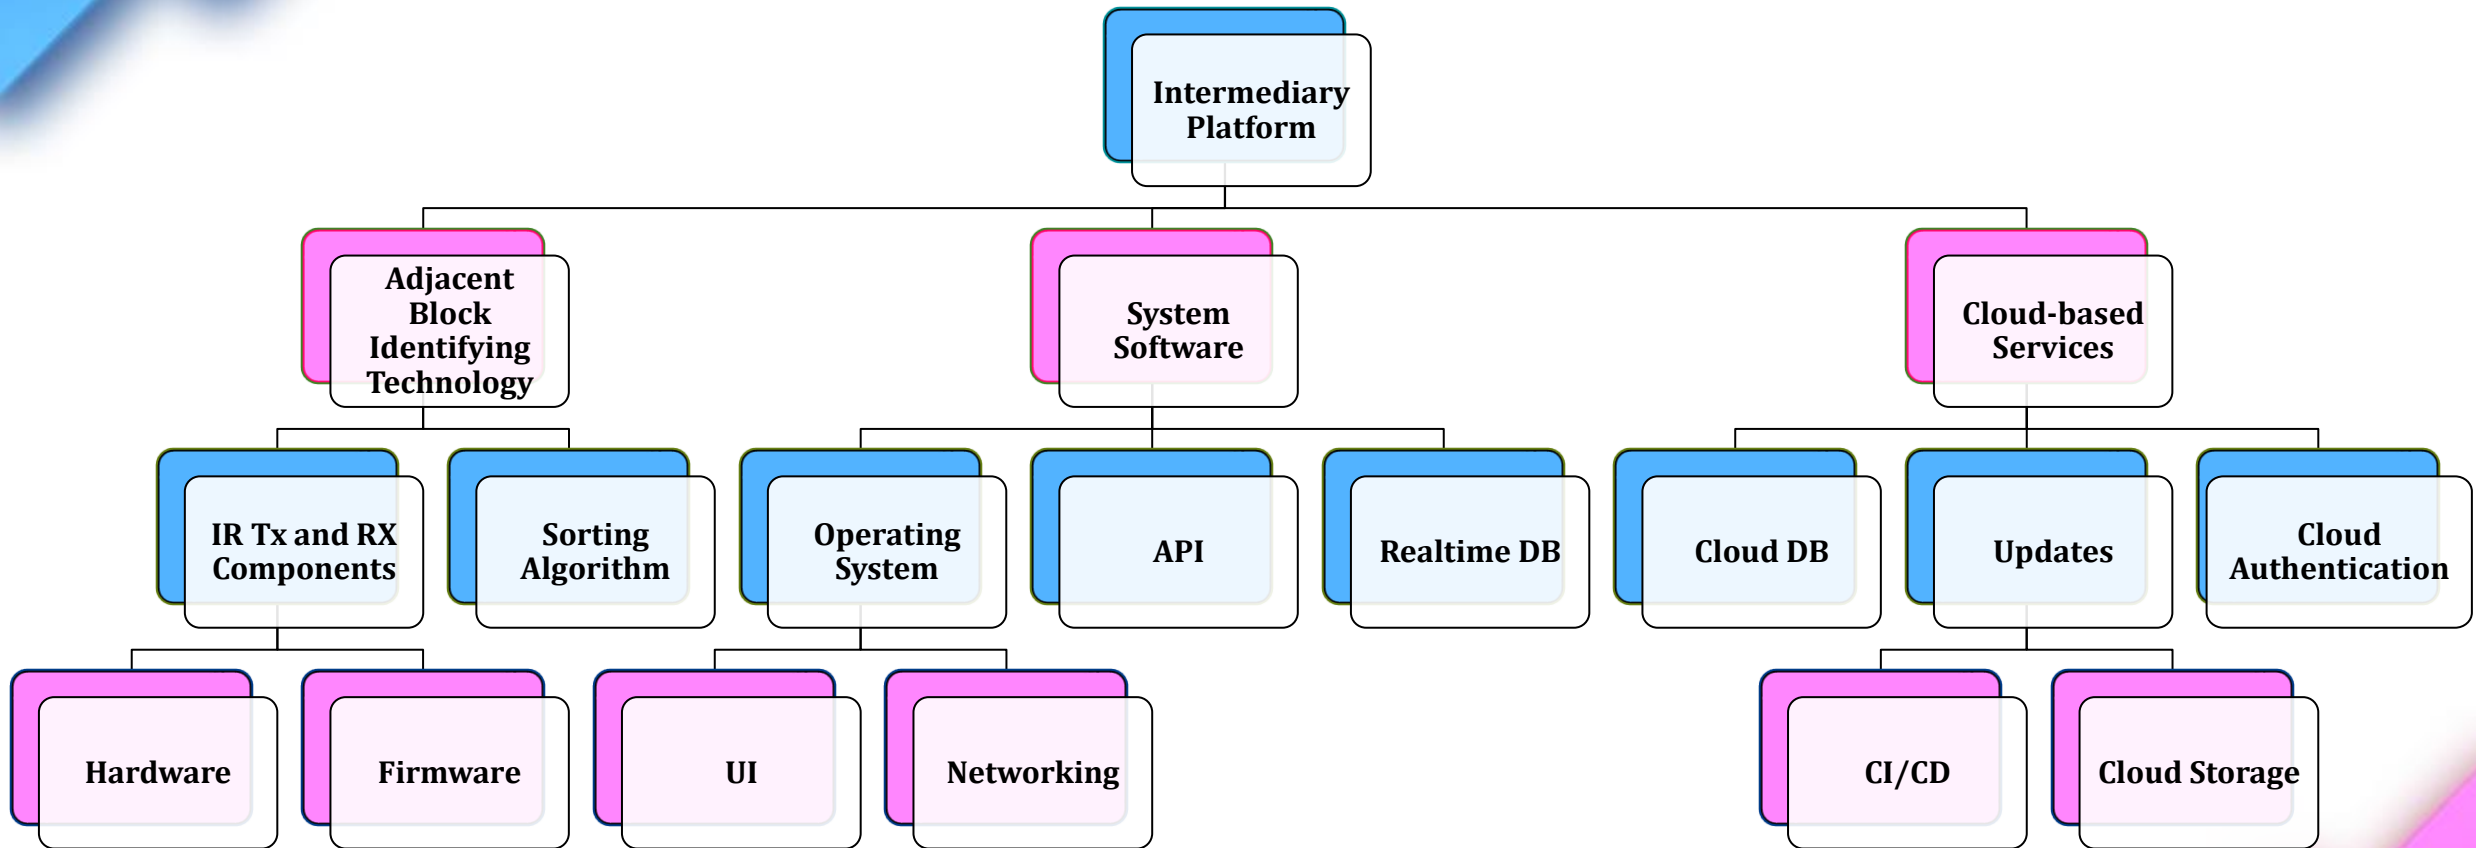 Intermediary
Platform
Adjacent
Block
Identifying
Technology
System
Software
Cloud-based
Services
IR Tx and RX
Components
Sorting
Algorithm
Operating
System
API
Realtime DB
Cloud DB
Updates
Cloud
Authentication
Hardware
Firmware
UI
Networking
CI/CD
Cloud Storage